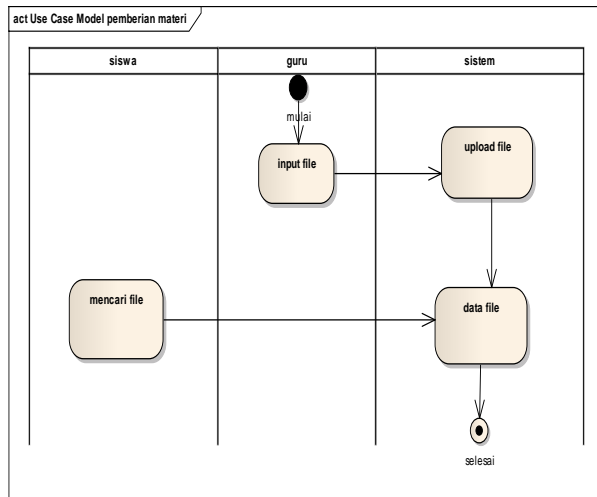 act Use Case Model pemberian materi
siswa
guru
sistem
mulai
input file
upload file
mencari file
data file
selesai